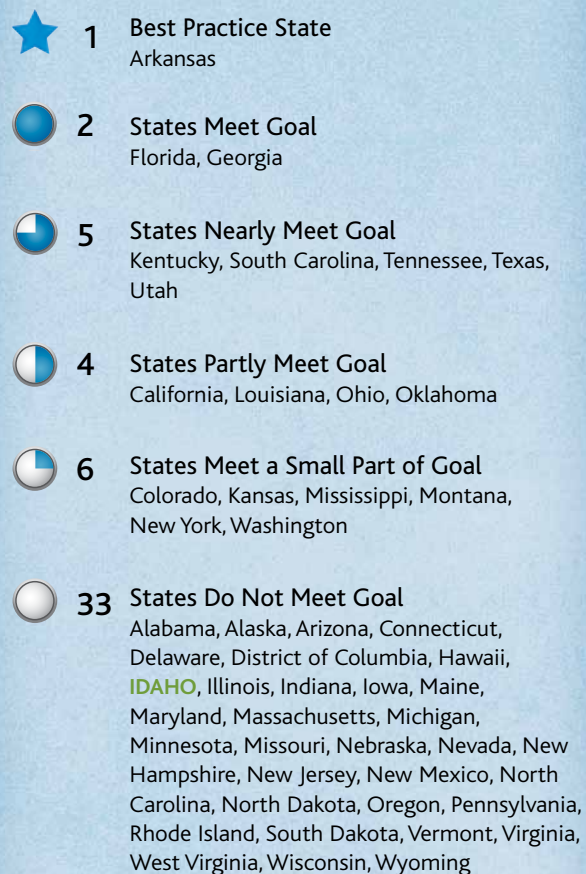 1 Best Practice State
Arkansas
2 States Meet Goal
Florida, Georgia
5 States Nearly Meet Goal
Kentucky, South Carolina, Tennessee, Texas,
Utah
4 States Partly Meet Goal
California, Louisiana, Ohio, Oklahoma
6 States Meet a Small Part of Goal
Colorado, Kansas, Mississippi, Montana,
New York, Washington
33 States Do Not Meet Goal
Alabama, Alaska, Arizona, Connecticut,
Delaware, District of Columbia, Hawaii,
IDAHO, Illinois, Indiana, Iowa, Maine,
Maryland, Massachusetts, Michigan,
Minnesota, Missouri, Nebraska, Nevada, New
Hampshire, New Jersey, New Mexico, North
Carolina, North Dakota, Oregon, Pennsylvania,
Rhode Island, South Dakota, Vermont, Virginia,
West Virginia, Wisconsin, Wyoming